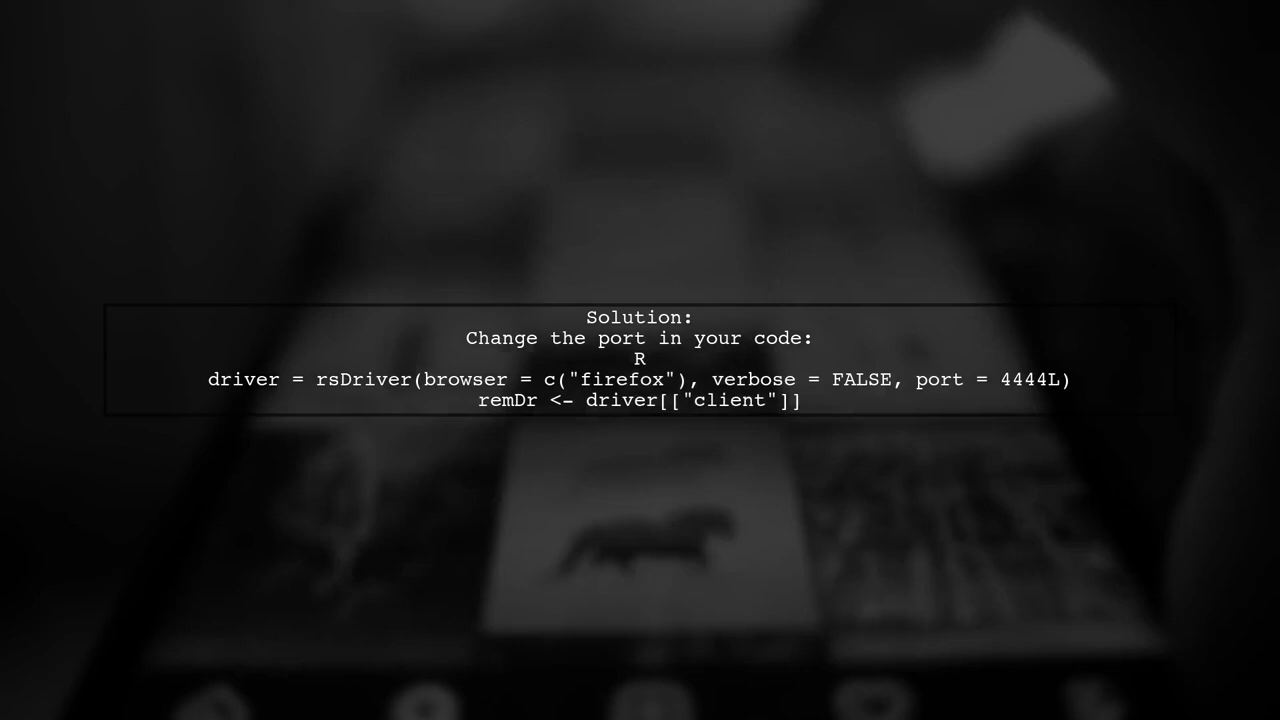 Solution:
Change the port in your code:
R
driver = rsDriver(browser = c("firefox"), verbose = FALSE, port = 4444L)
remDr <- driver[["client"]]